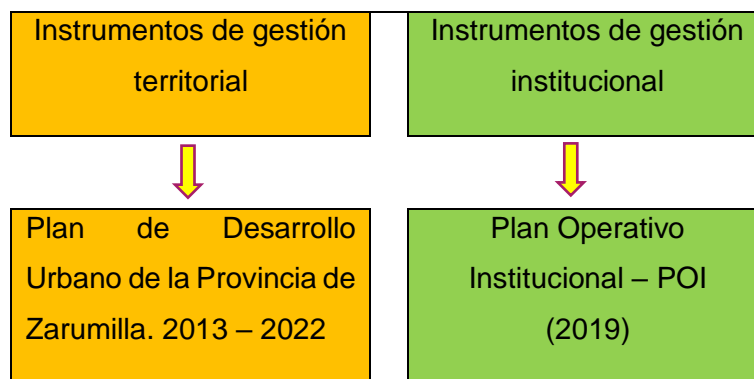 Instrumentos de gestión
territorial
Instrumentos de gestión
institucional
Plan de Desarrollo
Urbano de la Provincia de
Zarumilla. 2013 – 2022
Plan Operativo
Institucional – POI
(2019)